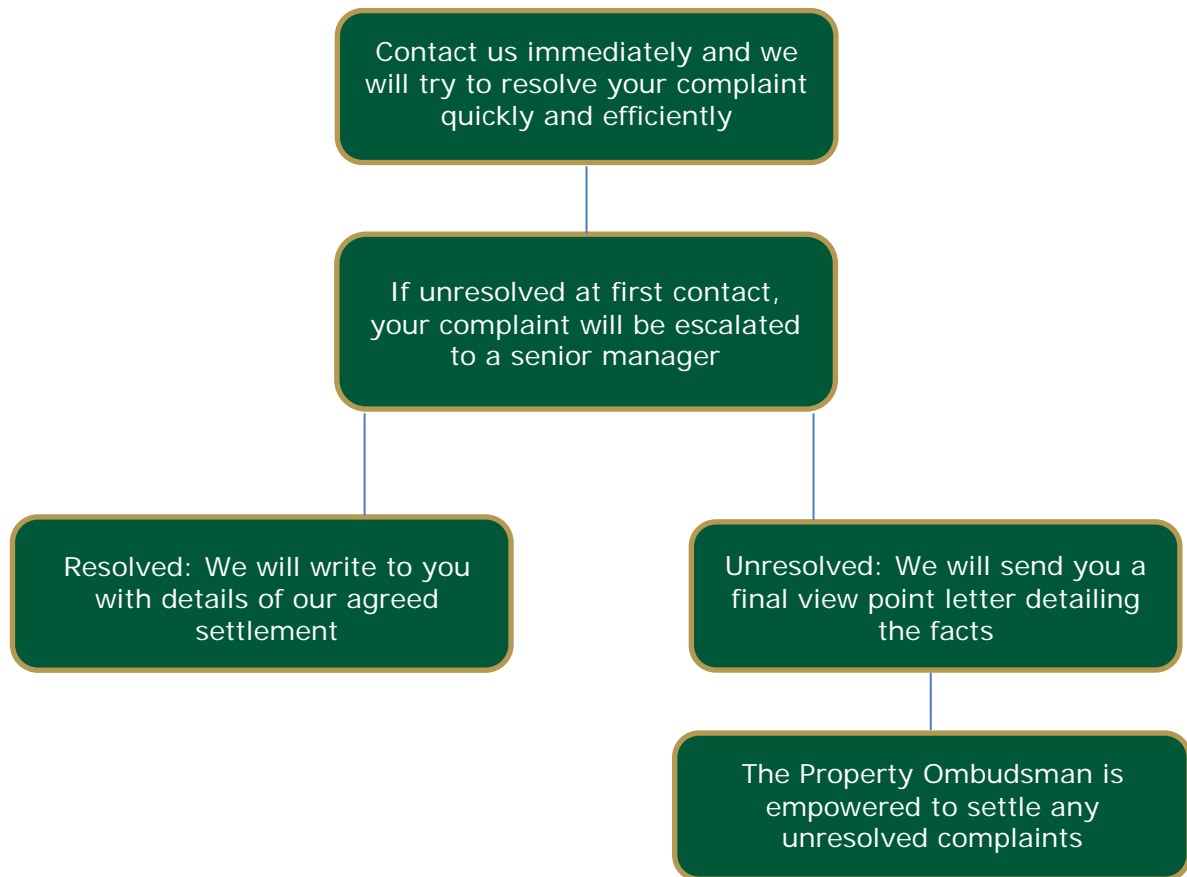 Contact us immediately and we
will try to resolve your complaint
quickly and efficiently
If unresolved at first contact,
your complaint will be escalated
to a senior manager
Resolved: We will write to you
with details of our agreed
settlement
Unresolved: We will send you a
final view point letter detailing
the facts
The Property Ombudsman is
empowered to settle any
unresolved complaints